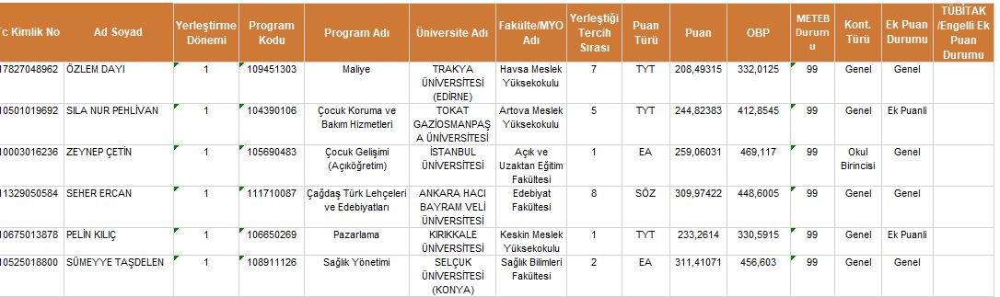 Tc Kimlik No | Ad Soyad | Yerleştirme Dönemi | Program Kodu | Program Adı | Üniversite Adı | Fakülte/MYO Adı | Yerleştiği Tercih Sırası | Puan Türü | Puan | OBP | METEB Durumu | Kont. Türü | Ek Puan Durumu | TÜBİTAK /Engelli Ek Puan Durumu
17827048962 | ÖZLEM DAYI | 1 | 109451303 | Maliye | TRAKYA ÜNİVERSİTESİ (EDİRNE) | Havsa Meslek Yüksekokulu | 7 | TYT | 208,49315 | 332,0125 | 99 | Genel | Genel
10501019692 | SILA NUR PEHLİVAN | 1 | 104390106 | Çocuk Koruma ve Bakım Hizmetleri | TOKAT GAZİOSMANPAŞA ÜNİVERSİTESİ | Artova Meslek Yüksekokulu | 5 | TYT | 244,82383 | 412,8545 | 99 | Genel | Ek Puanli
10003016236 | ZEYNEP ÇETİN | 1 | 105690483 | Çocuk Gelişimi (Açıköğretim) | İSTANBUL ÜNİVERSİTESİ | Açık ve Uzaktan Eğitim Fakültesi | 1 | EA | 259,06031 | 469,117 | 99 | Okul Birincisi | Genel
11329050584 | SEHER ERCAN | 1 | 111710087 | Çağdaş Türk Lehçeleri ve Edebiyatları | ANKARA HACI BAYRAM VELİ ÜNİVERSİTESİ | Edebiyat Fakültesi | 8 | SÖZ | 309,97422 | 448,6005 | 99 | Genel | Genel
10675013878 | PELİN KILIÇ | 1 | 106650269 | Pazarlama | KIRIKKALE ÜNİVERSİTESİ | Keskin Meslek Yüksekokulu | 1 | TYT | 233,2614 | 330,5915 | 99 | Genel | Ek Puanli
10525018800 | SÜMEYYE TAŞDELEN | 1 | 108911126 | Sağlık Yönetimi | SELÇUK ÜNİVERSİTESİ (KONYA) | Sağlık Bilimleri Fakültesi | 2 | EA | 311,41071 | 456,603 | 99 | Genel | Genel